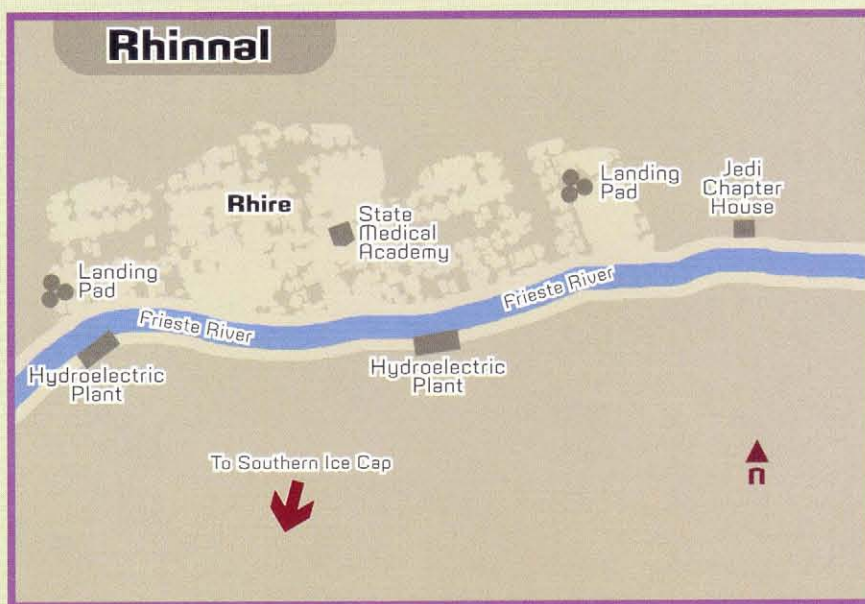 Rhinnal
Landing
Pad
Jedi
Chapter
House
Rhire
State
Medical
Academy
Landing
Pad
Frieste River
Frieste River
Hydroelectric
Plant
Hydroelectric
Plant
To Southern Ice Cap
n